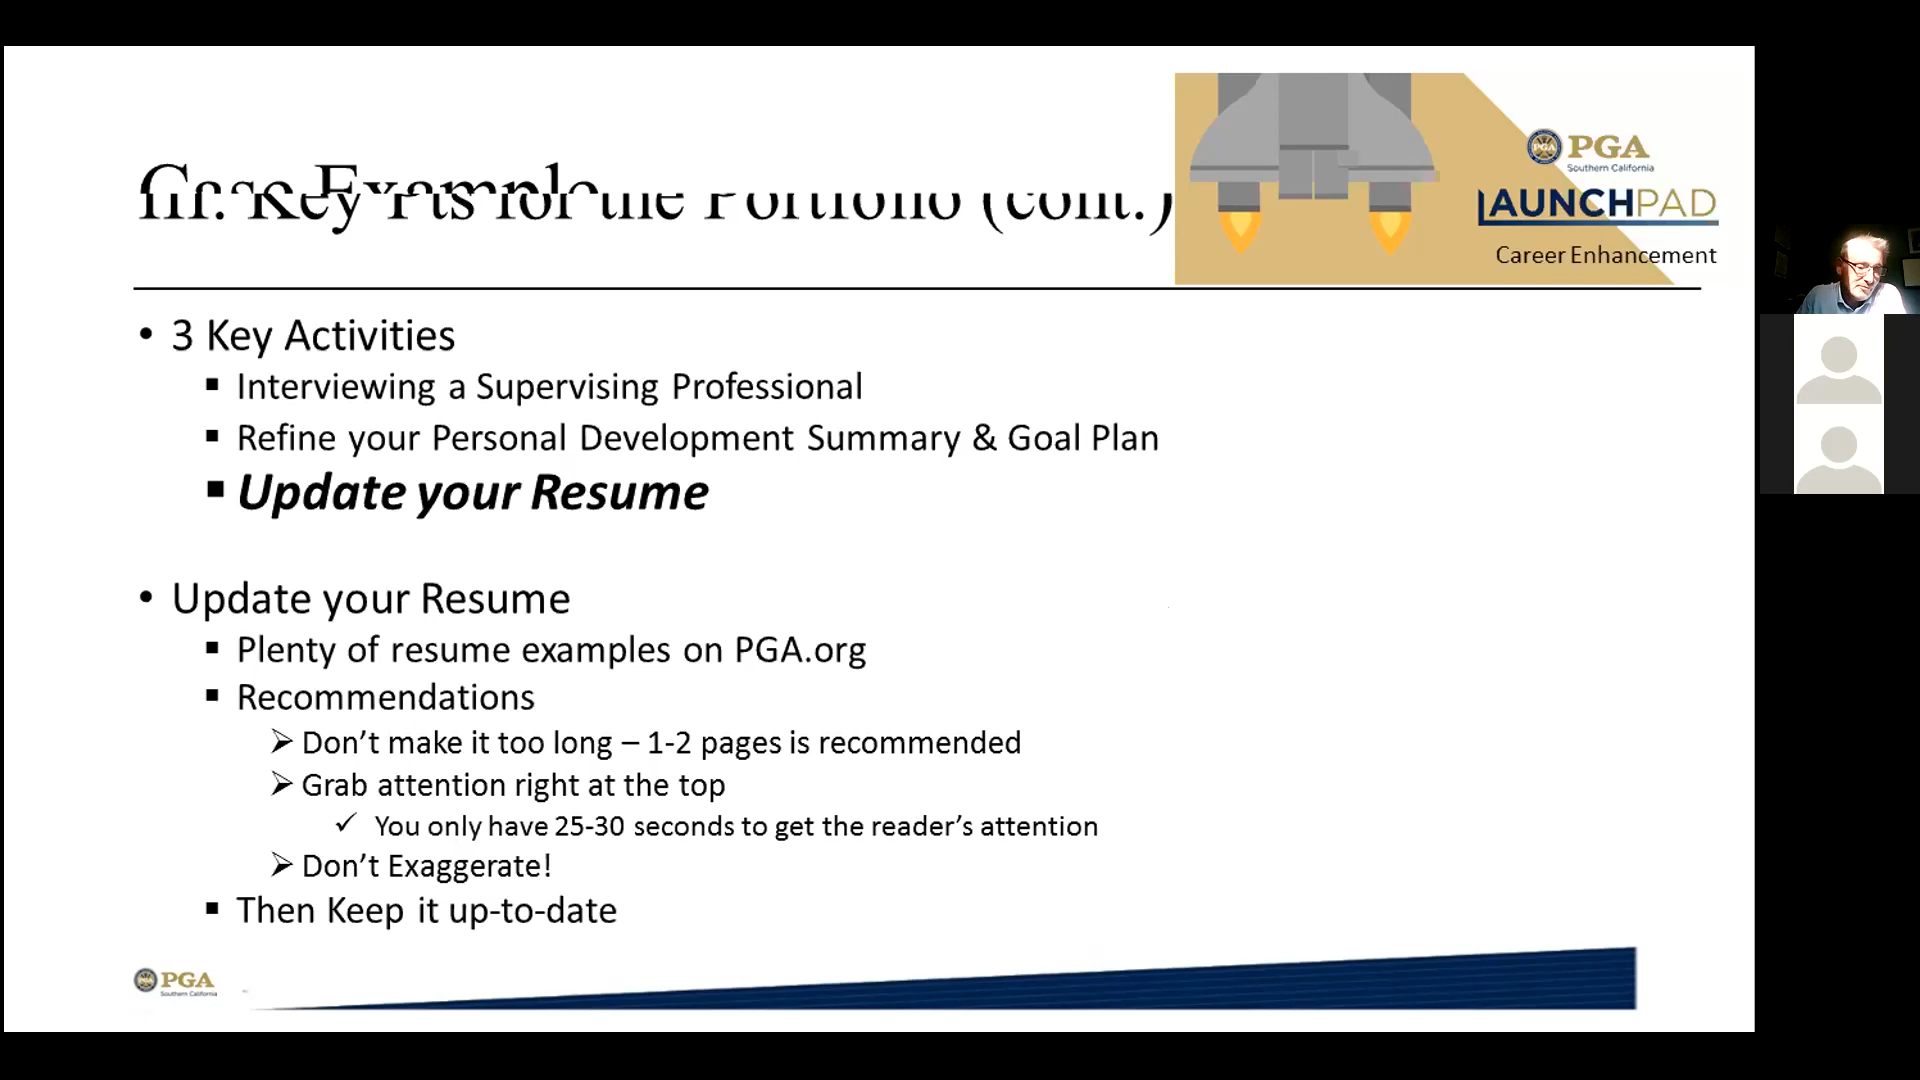 Case Example
III. Key Pts for the Portfolio (cont.)
PGA
Southern California
LAUNCHPAD
Career Enhancement
• 3 Key Activities
▪ Interviewing a Supervising Professional
▪ Refine your Personal Development Summary & Goal Plan
▪ Update your Resume
• Update your Resume
▪ Plenty of resume examples on PGA.org
▪ Recommendations
➢ Don’t make it too long – 1-2 pages is recommended
➢ Grab attention right at the top
✓ You only have 25-30 seconds to get the reader’s attention
➢ Don’t Exaggerate!
▪ Then Keep it up-to-date
PGA
Southern California